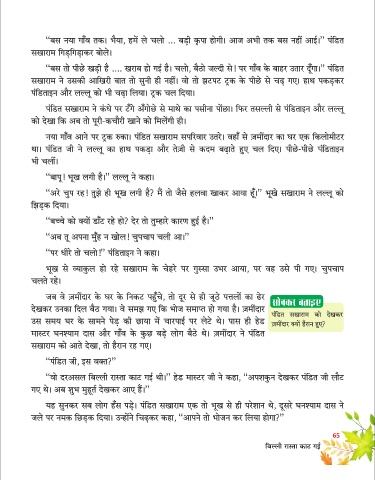 “बस नया गाँव तक। भैया, हमें ले चलो ... बड़ी कृपा होगी। आज अभी तक बस नहीं आई।” पंडित
सखाराम गिड़गिड़ाकर बोले।
“बस तो पीछे खड़ी है .... खराब हो गई है। चलो, बैठो जल्दी से! पर गाँव के बाहर उतार दूँगा।” पंडित
सखाराम ने उसकी आखिरी बात तो सुनी ही नहीं। वो तो झटपट ट्रक के पीछे से चढ़ गए। हाथ पकड़कर
पंडिताइन और लल्लू को भी चढ़ा लिया। ट्रक चल दिया।
पंडित सखाराम ने कंधे पर टँगे अँगोछे से माथे का पसीना पोंछा। फिर तसल्ली से पंडिताइन और लल्लू
को देखा कि अब तो पूरी-कचौरी खाने को मिलेंगी ही।
नया गाँव आने पर ट्रक रुका। पंडित सखाराम सपरिवार उतरे। वहाँ से ज़मींदार का घर एक किलोमीटर
था। पंडित जी ने लल्लू का हाथ पकड़ा और तेज़ी से कदम बढ़ाते हुए चल दिए। पीछे-पीछे पंडिताइन
भी चलीं।
“बापू! भूख लगी है।” लल्लू ने कहा।
“अरे चुप रह! तुझे ही भूख लगी है? मैं तो जैसे हलवा खाकर आया हूँ।” भूखे सखाराम ने लल्लू को
झिड़क दिया।
“बच्चे को क्यों डाँट रहे हो? देर तो तुम्हारे कारण हुई है।”
“अब तू अपना मुँह न खोल! चुपचाप चली आ।”
“पर धीरे तो चलो!” पंडिताइन ने कहा।
भूख से व्याकुल हो रहे सखाराम के चेहरे पर गुस्सा उभर आया, पर वह उसे पी गए। चुपचाप
चलते रहे।
जब वे ज़मींदार के घर के निकट पहुँचे, तो दूर से ही जूठे पत्तलों का ढेर
देखकर उनका दिल बैठ गया। वे समझ गए कि भोज समाप्त हो गया है। ज़मींदार
उस समय घर के सामने पेड़ की छाया में चारपाई पर लेटे थे। पास ही हेड
मास्टर घनश्याम दास और गाँव के कुछ बड़े लोग बैठे थे। ज़मींदार ने पंडित
सखाराम को आते देखा, तो हैरान रह गए।
सोचकर बताइए
पंडित सखाराम को देखकर
ज़मींदार क्यों हैरान हुए?
“पंडित जी, इस वक्त?”
“वो दरअसल बिल्ली रास्ता काट गई थी।” हेड मास्टर जी ने कहा, “अपशकुन देखकर पंडित जी लौट
गए थे। अब शुभ मुहूर्त देखकर आए हैं।”
यह सुनकर सब लोग हँस पड़े। पंडित सखाराम एक तो भूख से ही परेशान थे, दूसरे घनश्याम दास ने
जले पर नमक छिड़क दिया। उन्होंने चिढ़कर कहा, “आपने तो भोजन कर लिया होगा?”
65
बिल्ली रास्ता काट गई